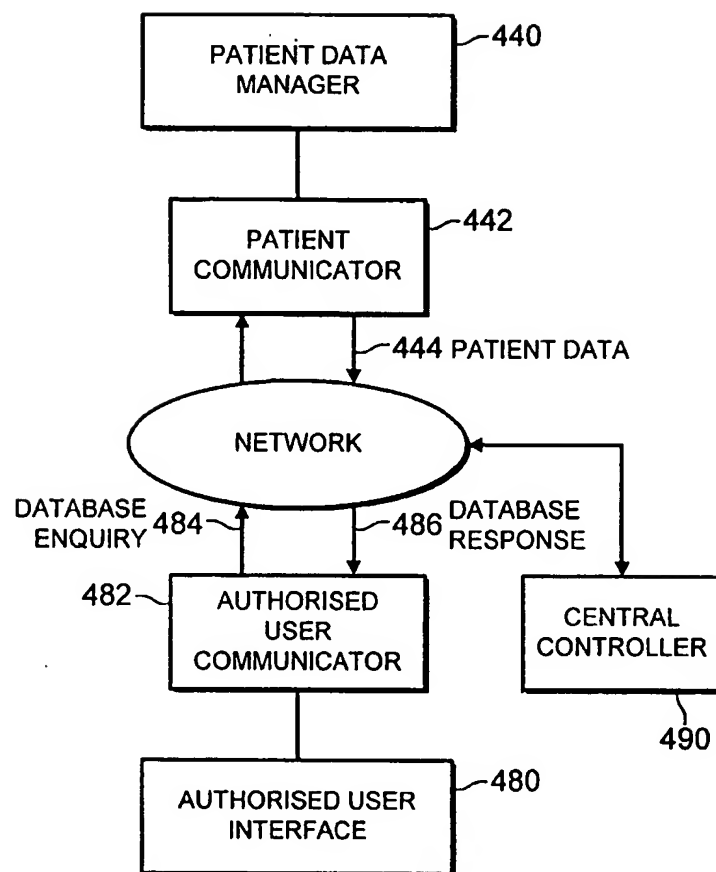 PATIENT DATA
MANAGER
440
PATIENT
COMMUNICATOR
442
444 PATIENT DATA
NETWORK
DATABASE
ENQUIRY
484
486
DATABASE
RESPONSE
482
AUTHORISED
USER
COMMUNICATOR
CENTRAL
CONTROLLER
490
AUTHORISED USER
INTERFACE
480